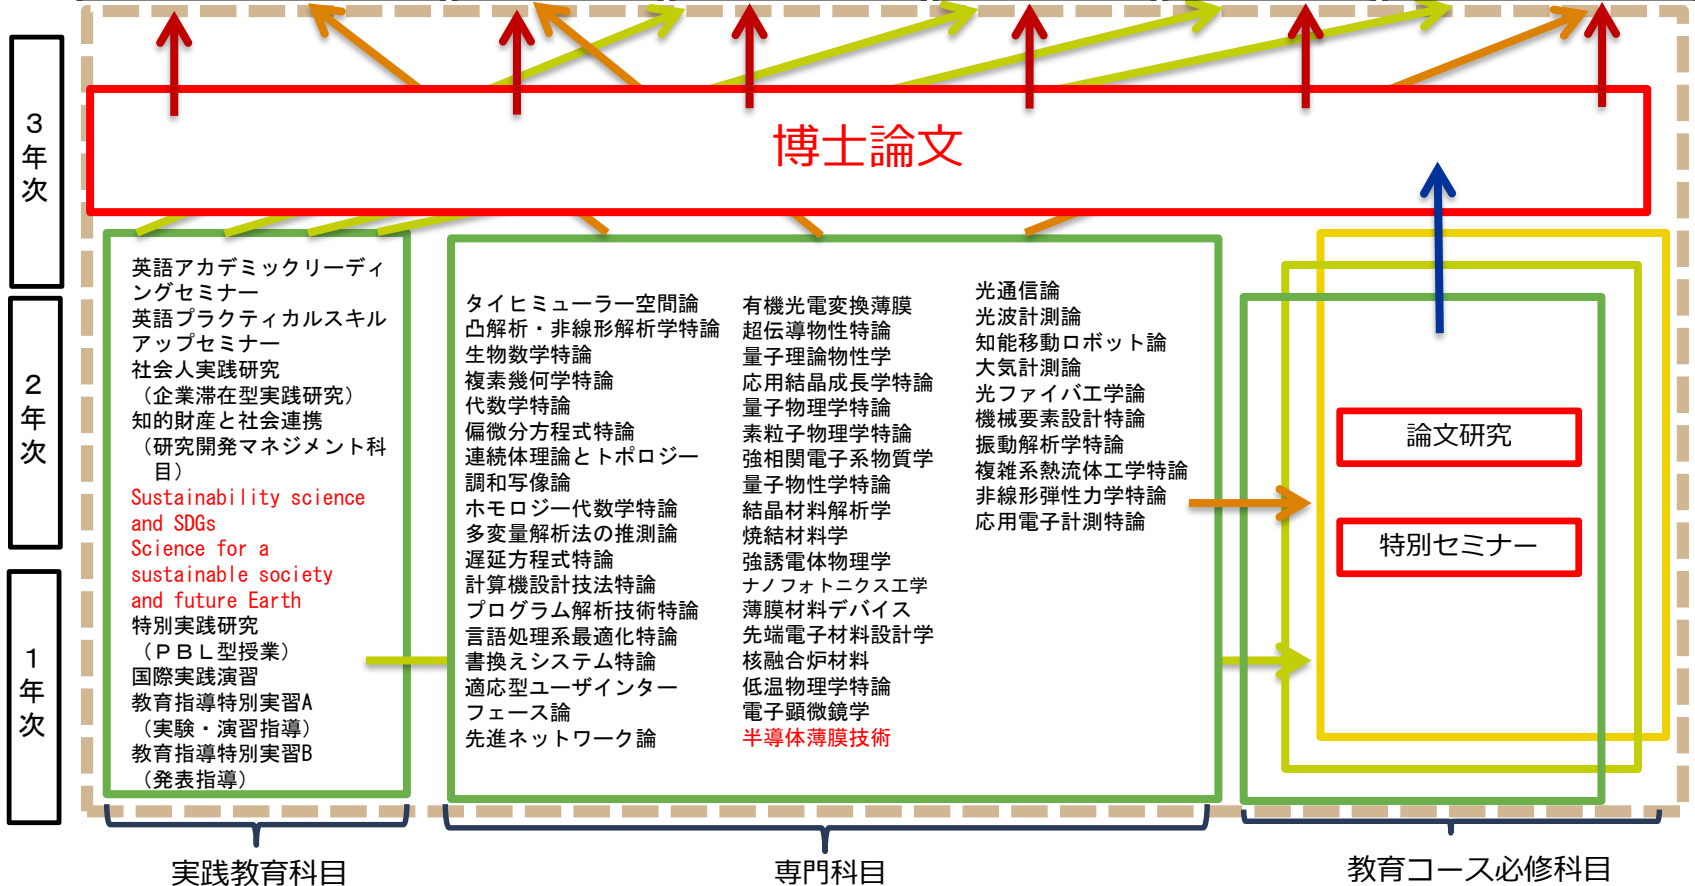 博士論文
3
年
次
2
年
次
1
年
次
英語アカデミックリーディ
ングセミナー
英語プラクティカルスキル
アップセミナー
社会人実践研究
（企業滞在型実践研究）
知的財産と社会連携
（研究開発マネジメント科
目）
Sustainability science
and SDGs
Science for a
sustainable society
and future Earth
特別実践研究
（ＰＢＬ型授業）
国際実践演習
教育指導特別実習A
（実験・演習指導）
教育指導特別実習B
（発表指導）
タイヒミューラー空間論
凸解析・非線形解析学特論
生物数学特論
複素幾何学特論
代数学特論
偏微分方程式特論
連続体理論とトポロジー
調和写像論
ホモロジー代数学特論
多変量解析法の推測論
遅延方程式特論
計算機設計技法特論
プログラム解析技術特論
言語処理系最適化特論
書換えシステム特論
適応型ユーザインター
フェース論
先進ネットワーク論
有機光電変換薄膜
超伝導物性特論
量子理論物性学
応用結晶成長学特論
量子物理学特論
素粒子物理学特論
強相関電子系物質学
量子物性学特論
結晶材料解析学
焼結材料学
強誘電体物理学
ナノフォトニクス工学
薄膜材料デバイス
先端電子材料設計学
核融合炉材料
低温物理学特論
電子顕微鏡学
半導体薄膜技術
光通信論
光波計測論
知能移動ロボット論
大気計測論
光ファイバ工学論
機械要素設計特論
振動解析学特論
複雑系熱流体工学特論
非線形弾性力学特論
応用電子計測特論
論文研究
特別セミナー
実践教育科目
専門科目
教育コース必修科目